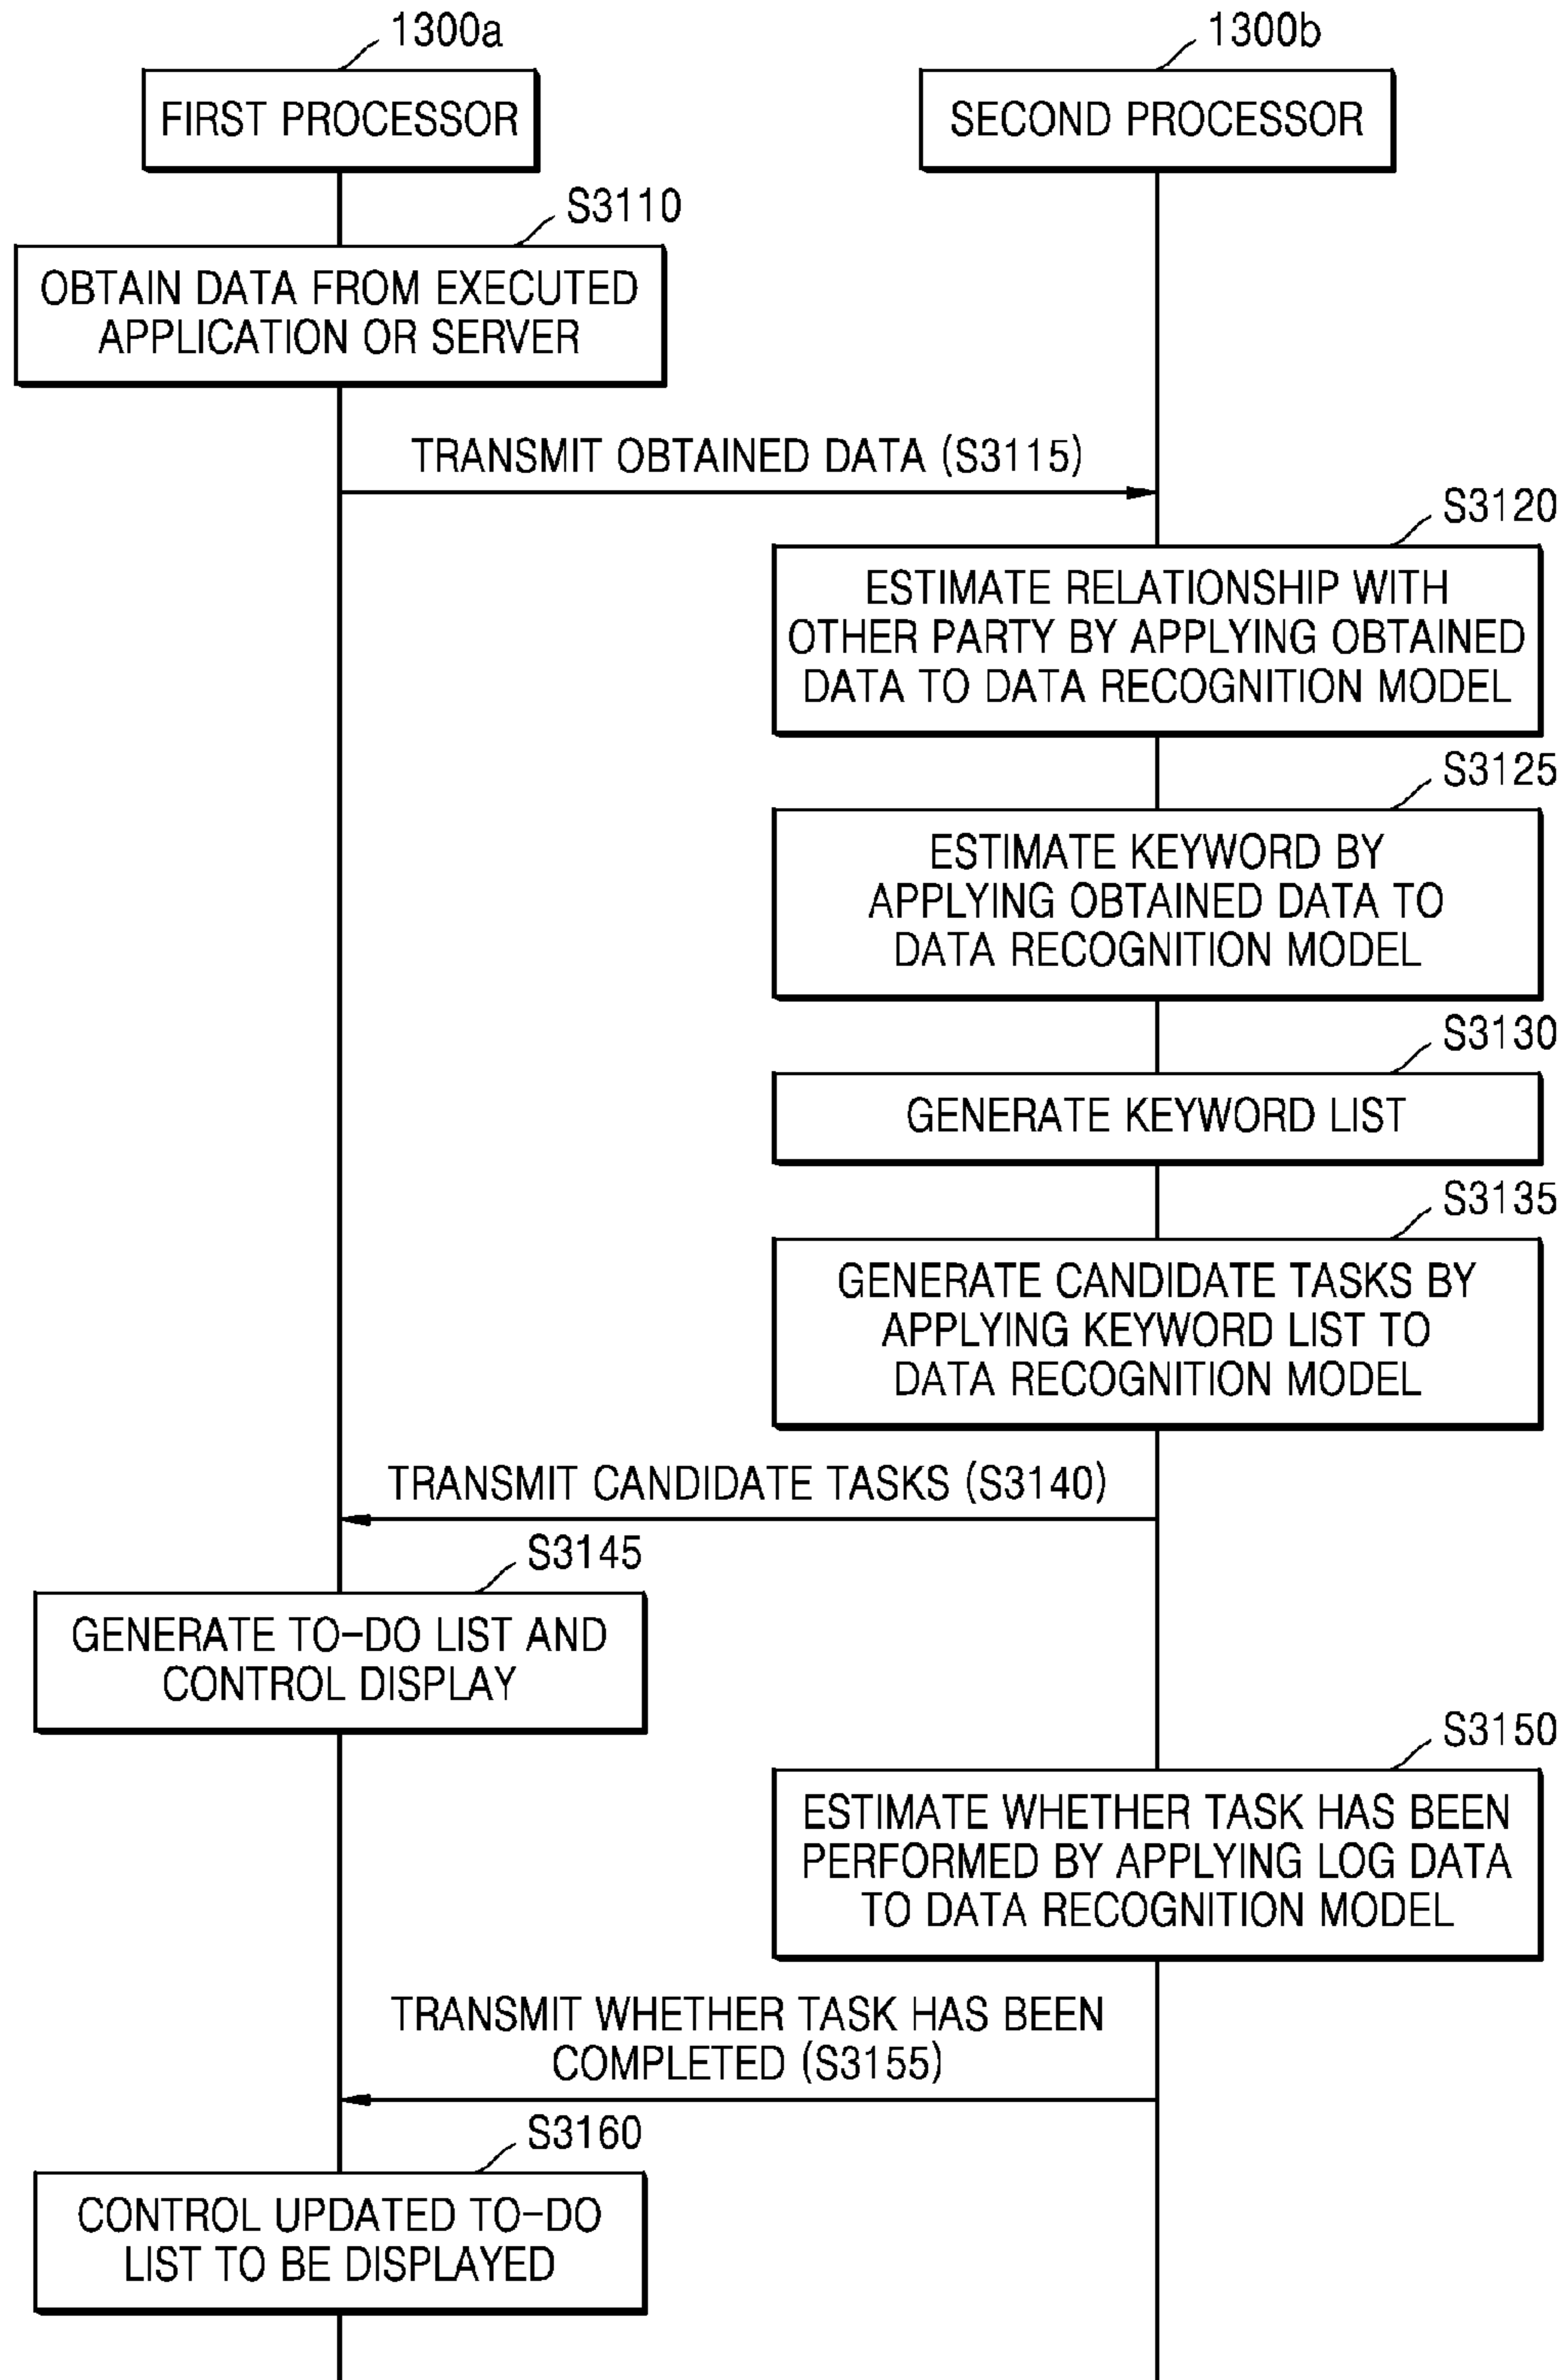 1300a
1300b
FIRST PROCESSOR
SECOND PROCESSOR
S3110
OBTAIN DATA FROM EXECUTED
APPLICATION OR SERVER
TRANSMIT OBTAINED DATA (S3115)
S3120
ESTIMATE RELATIONSHIP WITH
OTHER PARTY BY APPLYING OBTAINED
DATA TO DATA RECOGNITION MODEL
S3125
ESTIMATE KEYWORD BY
APPLYING OBTAINED DATA TO
DATA RECOGNITION MODEL
S3130
GENERATE KEYWORD LIST
S3135
GENERATE CANDIDATE TASKS BY
APPLYING KEYWORD LIST TO
DATA RECOGNITION MODEL
TRANSMIT CANDIDATE TASKS (S3140)
S3145
GENERATE TO-DO LIST AND
CONTROL DISPLAY
S3150
ESTIMATE WHETHER TASK HAS BEEN
PERFORMED BY APPLYING LOG DATA
TO DATA RECOGNITION MODEL
TRANSMIT WHETHER TASK HAS BEEN
COMPLETED (S3155)
S3160
CONTROL UPDATED TO-DO
LIST TO BE DISPLAYED